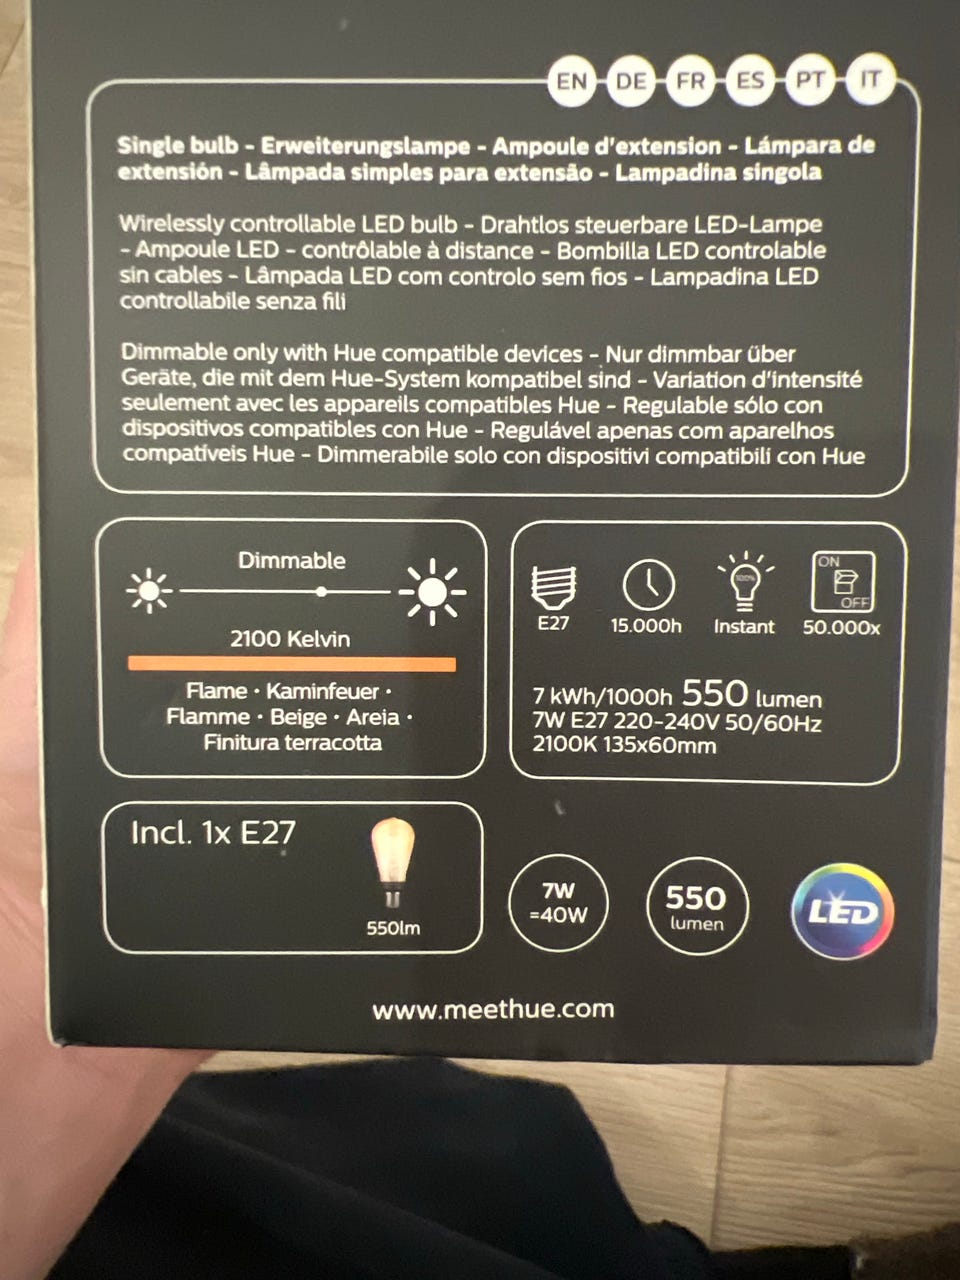 EN DE FR ES PT IT
Single bulb - Erweiterungslampe - Ampoule d'extension - Lámpara de
extensión - Lâmpada simples para extensão - Lampadina singola
Wirelessly controllable LED bulb - Drahtlos steuerbare LED-Lampe
- Ampoule LED - contrôlable à distance - Bombilla LED controlable
sin cables - Lâmpada LED com controlo sem fios - Lampadina LED
controllabile senza fili
Dimmable only with Hue compatible devices - Nur dimmbar über
Geräte, die mit dem Hue-System kompatibel sind - Variation d'intensité
seulement avec les appareils compatibles Hue - Regulable sólo con
dispositivos compatibles con Hue - Regulável apenas com aparelhos
compatíveis Hue - Dimmerabile solo con dispositivi compatibili con Hue
Dimmable
2100 Kelvin
Flame · Kaminfeuer ·
Flamme · Beige · Areia ·
Finitura terracotta
100%
ON
OFF
E27 15.000h Instant 50.000x
7 kWh/1000h 550 lumen
7W E27 220-240V 50/60Hz
2100K 135x60mm
Incl. 1x E27
550lm
7W
=40W
550
lumen
LED
www.meethue.com